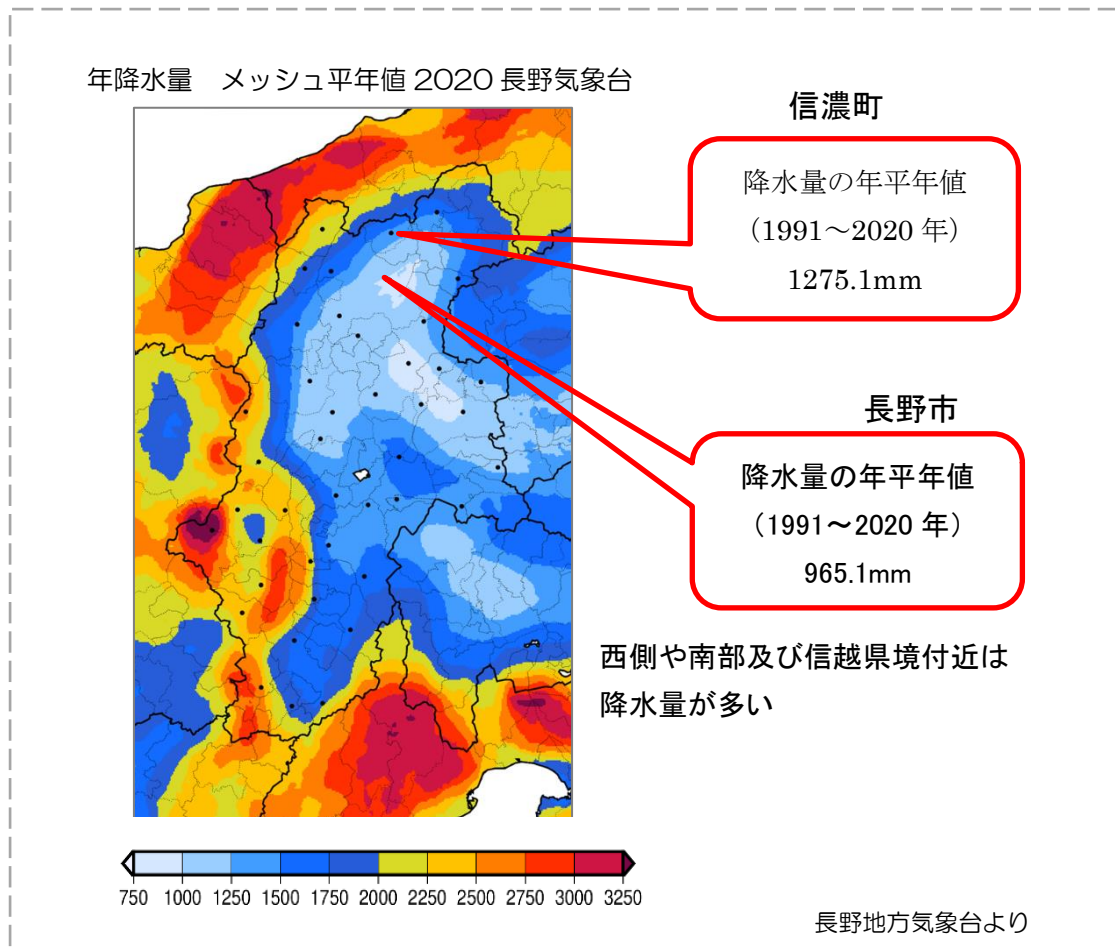 年降水量　メッシュ平年値 2020 長野気象台
信濃町
降水量の年平年値
（1991～2020 年）
1275.1mm
長野市
降水量の年平年値
（1991～2020 年）
965.1mm
西側や南部及び信越県境付近は
降水量が多い
750 1000 1250 1500 1750 2000 2250 2500 2750 3000 3250
長野地方気象台より